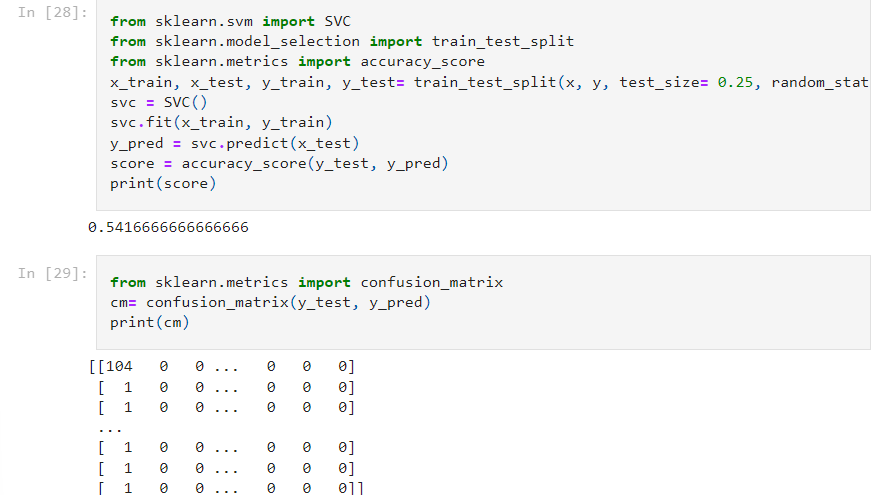 In [28]:
from sklearn.svm import SVC
from sklearn.model_selection import train_test_split
from sklearn.metrics import accuracy_score
x_train, x_test, y_train, y_test= train_test_split(x, y, test_size= 0.25, random_stat
svc = SVC()
svc.fit(x_train, y_train)
y_pred = svc.predict(x_test)
score = accuracy_score(y_test, y_pred)
print(score)
0.5416666666666666
In [29]:
from sklearn.metrics import confusion_matrix
cm= confusion_matrix(y_test, y_pred)
print(cm)
[[104   0   0 ...   0   0   0]
 [  1   0   0 ...   0   0   0]
 [  1   0   0 ...   0   0   0]
 ...
 [  1   0   0 ...   0   0   0]
 [  1   0   0 ...   0   0   0]
 [  1   0   0 ...   0   0   0]]